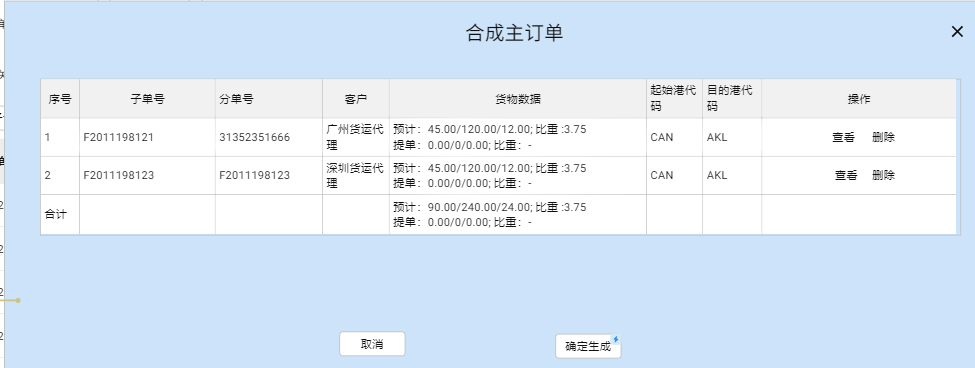 合成主订单
序号 子单号 分单号 客户 货物数据 起始港代码 目的港代码 操作
1 F2011198121 31352351666 广州货运代理 预计：45.00/120.00/12.00; 比重 :3.75
提单：0.00/0/0.00; 比重：- CAN AKL 查看 删除
2 F2011198123 F2011198123 深圳货运代理 预计：45.00/120.00/12.00; 比重 :3.75
提单：0.00/0/0.00; 比重：- CAN AKL 查看 删除
合计 预计：90.00/240.00/24.00; 比重 :3.75
提单：0.00/0/0.00; 比重：-
取消 确定生成